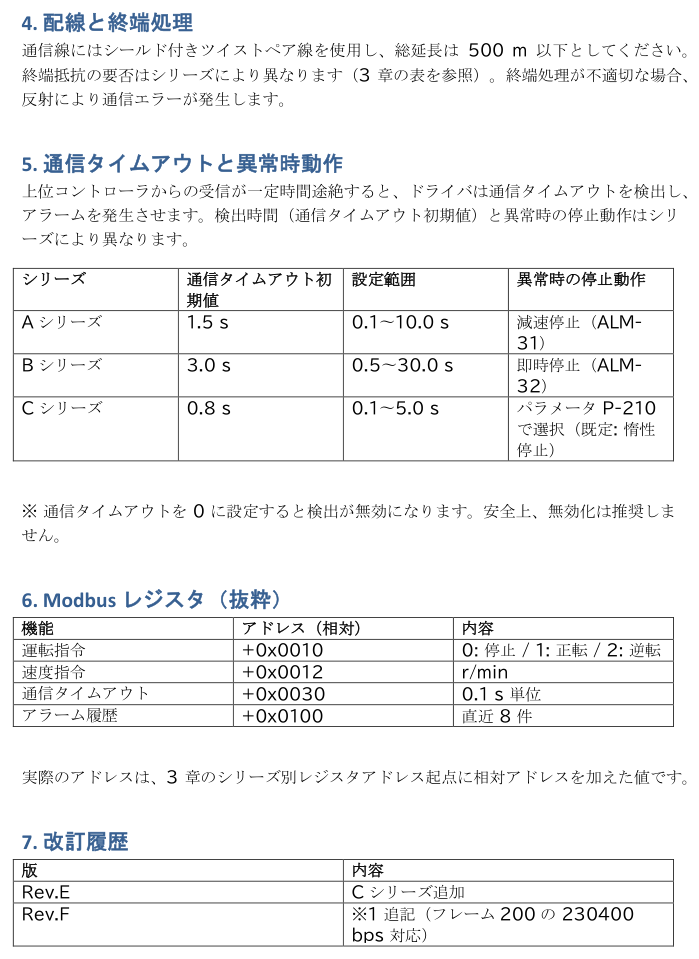 4. 配線と終端処理
通信線にはシールド付きツイストペア線を使用し、総延長は 500 m 以下としてください。
終端抵抗の要否はシリーズにより異なります（3 章の表を参照）。終端処理が不適切な場合、
反射により通信エラーが発生します。
5. 通信タイムアウトと異常時動作
上位コントローラからの受信が一定時間途絶すると、ドライバは通信タイムアウトを検出し、
アラームを発生させます。検出時間（通信タイムアウト初期値）と異常時の停止動作はシリ
ーズにより異なります。
シリーズ 通信タイムアウト初 設定範囲 異常時の停止動作
期値
A シリーズ 1.5 s 0.1～10.0 s 減速停止（ALM-
31）
B シリーズ 3.0 s 0.5～30.0 s 即時停止（ALM-
32）
C シリーズ 0.8 s 0.1～5.0 s パラメータ P-210
で選択（既定: 惰性
停止）
※ 通信タイムアウトを 0 に設定すると検出が無効になります。安全上、無効化は推奨しま
せん。
6. Modbus レジスタ（抜粋）
機能 アドレス（相対） 内容
運転指令 +0x0010 0: 停止 / 1: 正転 / 2: 逆転
速度指令 +0x0012 r/min
通信タイムアウト +0x0030 0.1 s 単位
アラーム履歴 +0x0100 直近 8 件
実際のアドレスは、3 章のシリーズ別レジスタアドレス起点に相対アドレスを加えた値です。
7. 改訂履歴
版 内容
Rev.E C シリーズ追加
Rev.F ※1 追記（フレーム 200 の 230400
bps 対応）